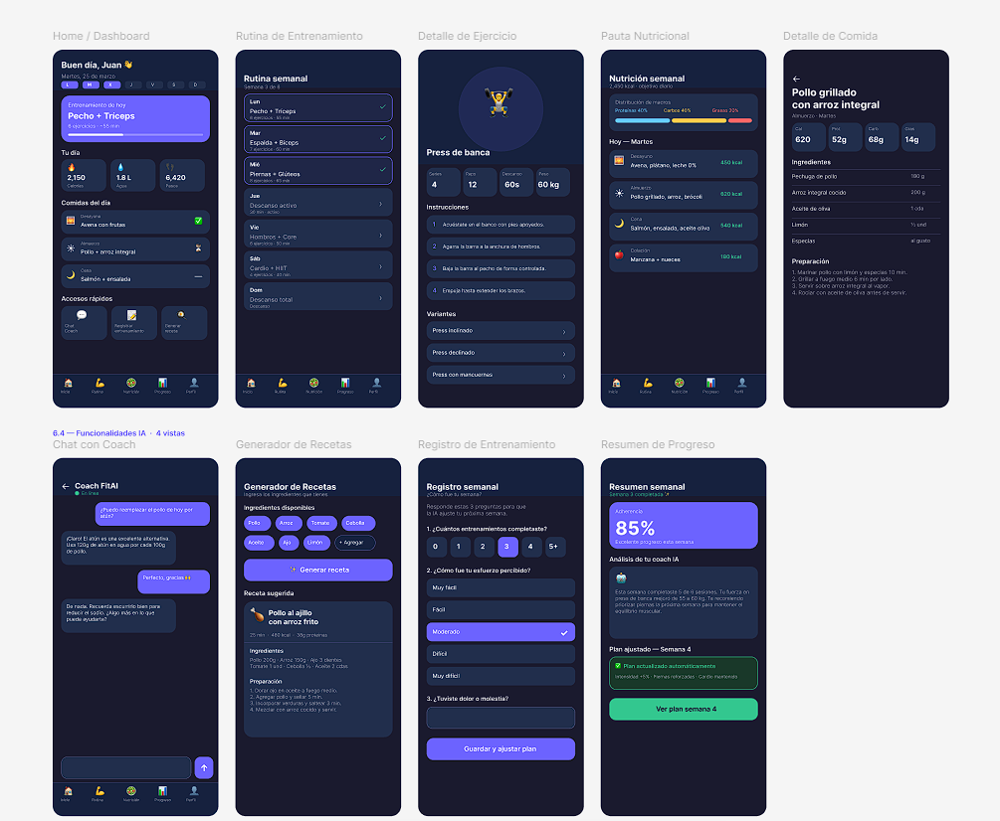 Home / Dashboard
Buen día, Juan 👋
Martes, 25 de marzo
L M X J V S D
Entrenamiento de hoy
Pecho + Triceps
6 ejercicios · ~55 min
Tu día
2,150
Calorías
1.8 L
Agua
6,420
Pasos
Comidas del día
Desayuno
Avena con frutas
Almuerzo
Pollo + arroz integral
Cena
Salmón + ensalada
Accesos rápidos
Chat
Coach
Registrar
entrenamiento
Generar
receta
Inicio Rutina Nutrición Progreso Perfil
Rutina de Entrenamiento
Rutina semanal
Semana 3 de 8
Lun
Pecho + Triceps
6 ejercicios · 55 min
Mar
Espalda + Biceps
7 ejercicios · 60 min
Mié
Piernas + Glúteos
8 ejercicios · 65 min
Jue
Descanso activo
30 min · activo
Vie
Hombros + Core
6 ejercicios · 50 min
Sáb
Cardio + HIIT
4 ejercicios · 40 min
Dom
Descanso total
Descanso
Inicio Rutina Nutrición Progreso Perfil
Detalle de Ejercicio
Press de banca
Series
4
Reps
12
Descanso
60s
Peso
60 kg
Instrucciones
1 Acuéstate en el banco con pies apoyados.
2 Agarra la barra a la anchura de hombros.
3 Baja la barra al pecho de forma controlada.
4 Empuja hasta extender los brazos.
Variantes
Press inclinado
Press declinado
Press con mancuernas
Pauta Nutricional
Nutrición semanal
2,450 kcal · objetivo diario
Distribución de macros
Proteínas 40% Carbos 40% Grasas 20%
Hoy — Martes
Desayuno
Avena, plátano, leche 0% 450 kcal
Almuerzo
Pollo grillado, arroz, brócoli 620 kcal
Cena
Salmón, ensalada, aceite oliva 540 kcal
Colación
Manzana + nueces 180 kcal
Inicio Rutina Nutrición Progreso Perfil
Detalle de Comida
←
Pollo grillado
con arroz integral
Almuerzo · Martes
Cal
620
Prot
52g
Carb
68g
Gras
14g
Ingredientes
Pechuga de pollo 180 g
Arroz integral cocido 200 g
Aceite de oliva 1 cda
Limón ½ und
Especias al gusto
Preparación
1. Marinar pollo con limón y especias 10 min.
2. Grillar a fuego medio 6 min por lado.
3. Servir sobre arroz integral al vapor.
4. Rociar con aceite de oliva antes de servir.
6.4 — Funcionalidades IA · 4 vistas
Chat con Coach
← Coach FitAI
En línea
¿Puedo reemplazar el pollo de hoy por
atún?
¡Claro! El atún es una excelente alternativa.
Usa 120g de atún en agua por cada 100g
de pollo.
Perfecto, gracias 🙌
De nada. Recuerda escurrirlo bien para
reducir el sodio. ¿Algo más en lo que
pueda ayudarte?
Inicio Rutina Nutrición Progreso Perfil
Generador de Recetas
Generador de Recetas
Ingresa los ingredientes que tienes
Ingredientes disponibles
Pollo Arroz Tomate Cebolla
Aceite Ajo Limón + Agregar
✨ Generar receta
Receta sugerida
Pollo al ajillo
con arroz frito
25 min · 480 kcal · 38g proteínas
Ingredientes
Pollo 200g · Arroz 150g · Ajo 3 dientes
Tomate 1 und · Cebolla ½ · Aceite 2 cdas
Preparación
1. Dorar ajo en aceite a fuego medio.
2. Agregar pollo y sellar 5 min.
3. Incorporar verduras y saltear 3 min.
4. Mezclar con arroz cocido y servir.
Registro de Entrenamiento
Registro semanal
¿Cómo fue tu semana?
Responde estas 3 preguntas para que
la IA ajuste tu próxima semana.
1. ¿Cuántos entrenamientos completaste?
0 1 2 3 4 5+
2. ¿Cómo fue tu esfuerzo percibido?
Muy fácil
Fácil
Moderado
Difícil
Muy difícil
3. ¿Tuviste dolor o molestia?
Guardar y ajustar plan
Resumen de Progreso
Resumen semanal
Semana 3 completada
Adherencia
85%
Excelente progreso esta semana
Análisis de tu coach IA
Esta semana completaste 5 de 6 sesiones. Tu fuerza en
press de banca mejoró de 55 a 60 kg. Te recomiendo
priorizar piernas la próxima semana para mantener el
equilibrio muscular.
Plan ajustado — Semana 4
✅ Plan actualizado automáticamente
Intensidad +5% · Piernas reforzadas · Cardio mantenido
Ver plan semana 4